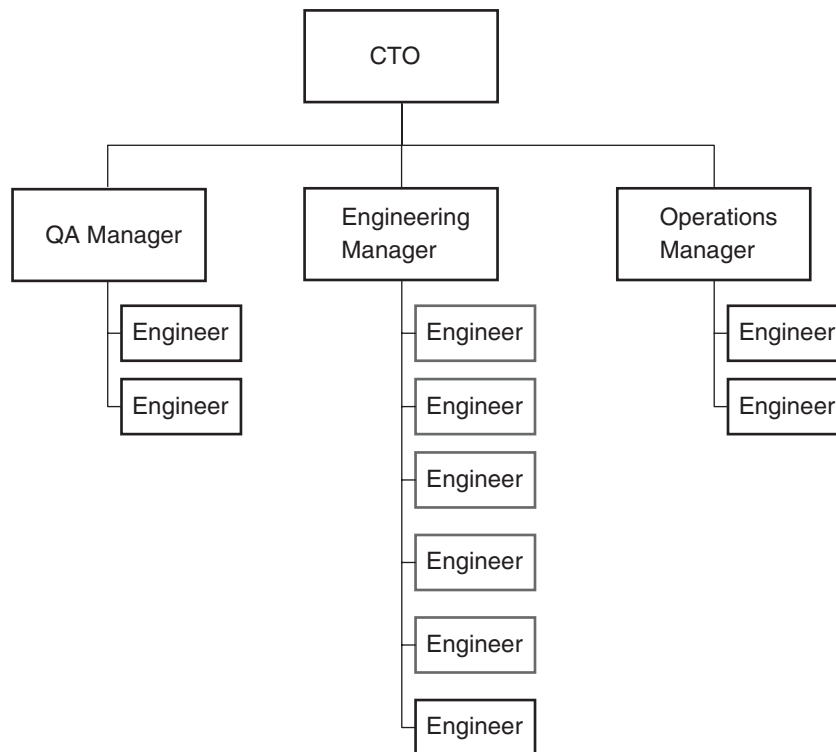 CTO
QA Manager
Engineering
Manager
Operations
Manager
Engineer
Engineer
Engineer
Engineer
Engineer
Engineer
Engineer
Engineer
Engineer
Engineer